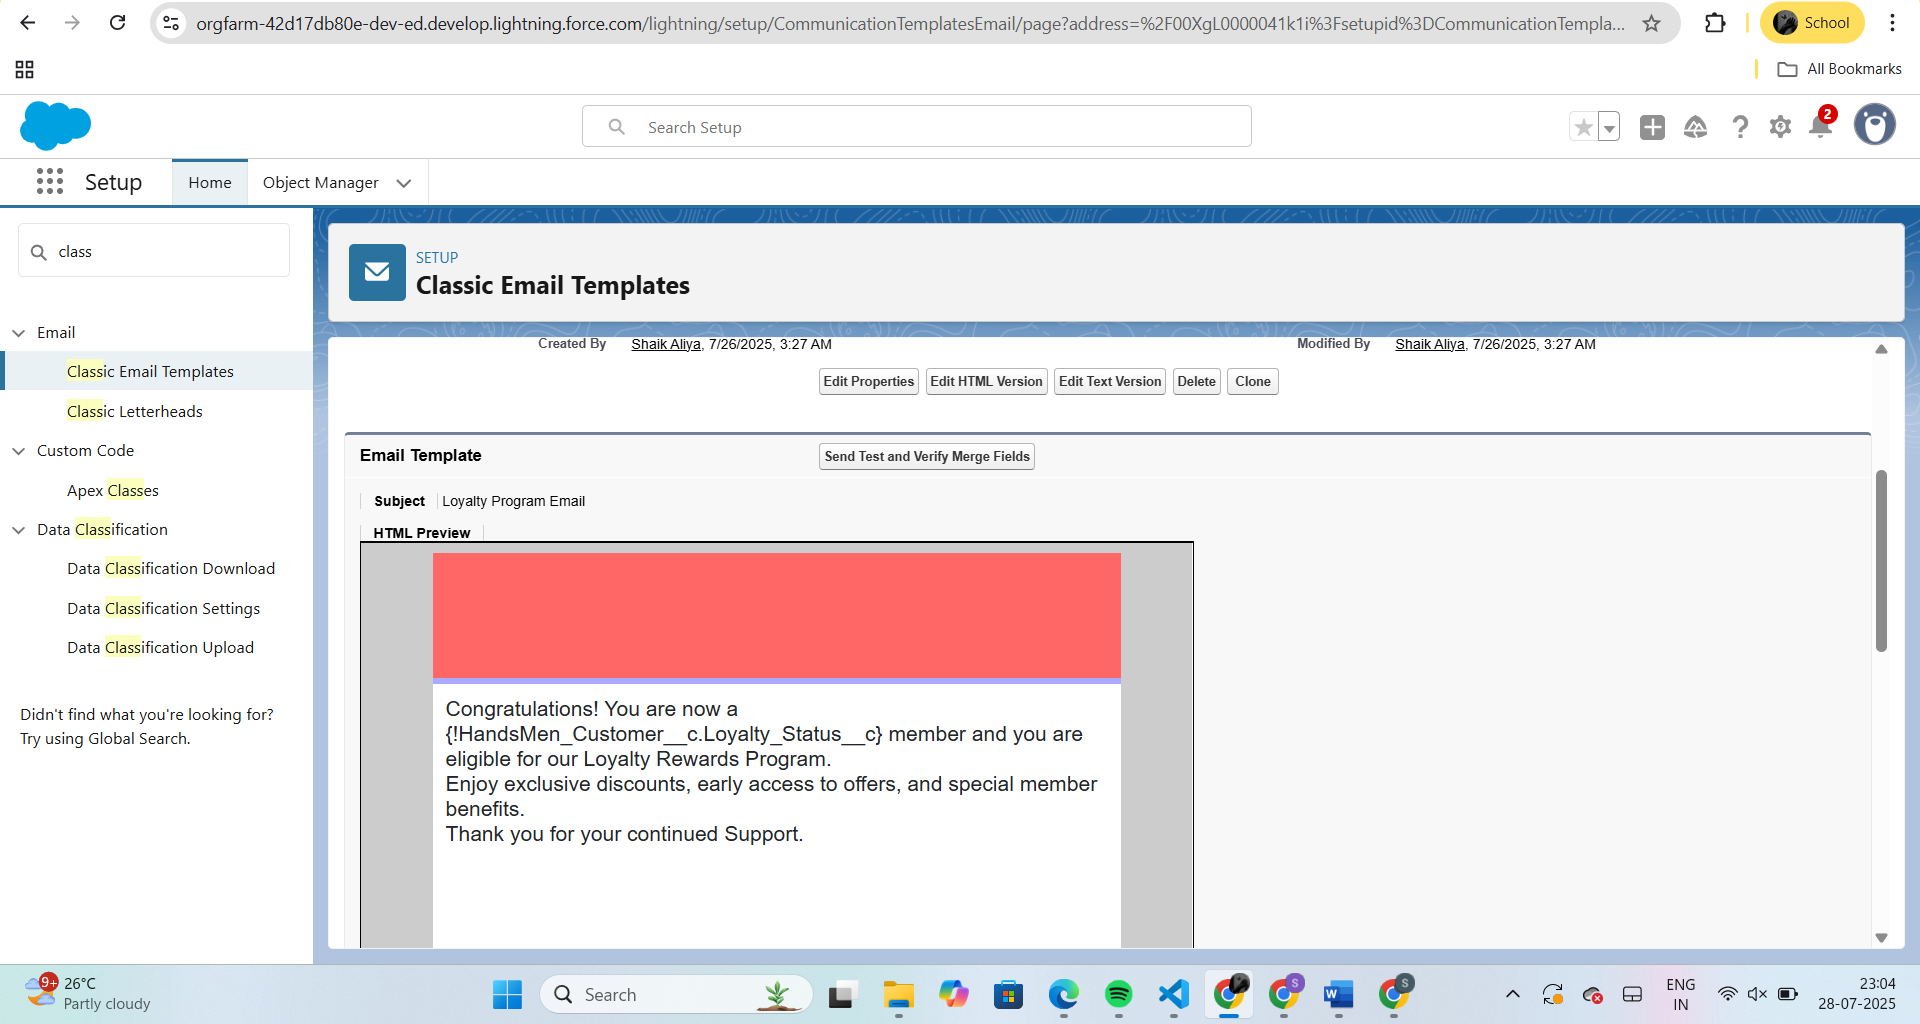 orgfarm-42d17db80e-dev-ed.develop.lightning.force.com/lightning/setup/CommunicationTemplatesEmail/page?address=%2F00XgL0000041k1i%3Fsetupid%3DCommunicationTempla...
School
All Bookmarks
Search Setup
2
Setup
Home
Object Manager
class
Email
Classic Email Templates
Classic Letterheads
Custom Code
Apex Classes
Data Classification
Data Classification Download
Data Classification Settings
Data Classification Upload
Didn't find what you're looking for?
Try using Global Search.
SETUP
Classic Email Templates
Created By Shaik Aliya, 7/26/2025, 3:27 AM
Modified By Shaik Aliya, 7/26/2025, 3:27 AM
Edit Properties Edit HTML Version Edit Text Version Delete Clone
Email Template
Send Test and Verify Merge Fields
Subject Loyalty Program Email
HTML Preview
Congratulations! You are now a
{!HandsMen_Customer__c.Loyalty_Status__c} member and you are
eligible for our Loyalty Rewards Program.
Enjoy exclusive discounts, early access to offers, and special member
benefits.
Thank you for your continued Support.
9+
26°C
Partly cloudy
Search
S
W
S
ENG
IN
23:04
28-07-2025